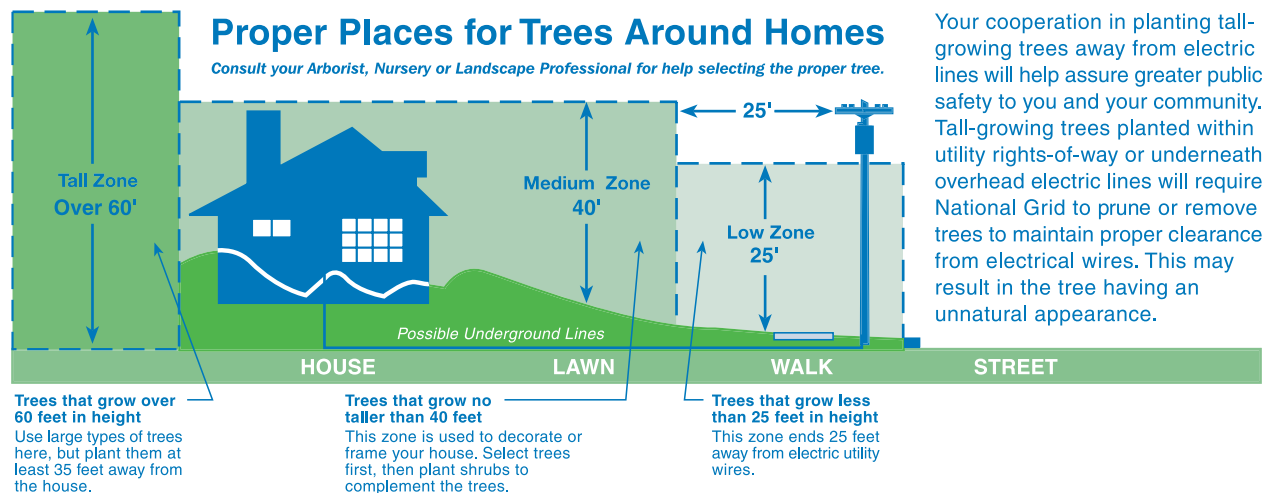 Proper Places for Trees Around Homes
Consult your Arborist, Nursery or Landscape Professional for help selecting the proper tree.
Your cooperation in planting tall-
growing trees away from electric
lines will help assure greater public
safety to you and your community.
Tall-growing trees planted within
utility rights-of-way or underneath
overhead electric lines will require
National Grid to prune or remove
trees to maintain proper clearance
from electrical wires. This may
result in the tree having an
unnatural appearance.
25'
Tall Zone
Over 60'
Medium Zone
40'
Low Zone
25'
Possible Underground Lines
HOUSE
LAWN
WALK
STREET
Trees that grow over
60 feet in height
Use large types of trees
here, but plant them at
least 35 feet away from
the house.
Trees that grow no
taller than 40 feet
This zone is used to decorate or
frame your house. Select trees
first, then plant shrubs to
complement the trees.
Trees that grow less
than 25 feet in height
This zone ends 25 feet
away from electric utility
wires.